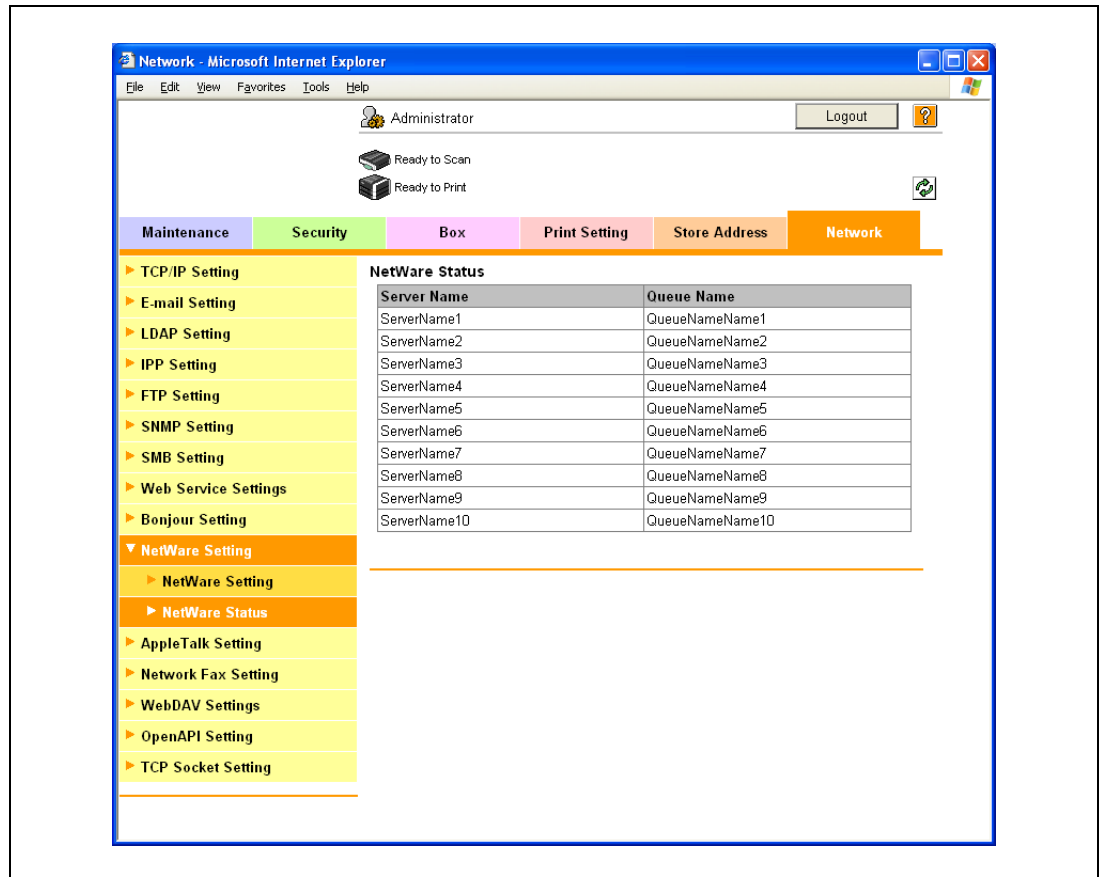 Network - Microsoft Internet Explorer
File Edit View Favorites Tools Help
Administrator
Logout
?
Ready to Scan
Ready to Print
Maintenance Security Box Print Setting Store Address Network
TCP/IP Setting
E-mail Setting
LDAP Setting
IPP Setting
FTP Setting
SNMP Setting
SMB Setting
Web Service Settings
Bonjour Setting
NetWare Setting
NetWare Setting
NetWare Status
AppleTalk Setting
Network Fax Setting
WebDAV Settings
OpenAPI Setting
TCP Socket Setting
NetWare Status
Server Name Queue Name
ServerName1 QueueNameName1
ServerName2 QueueNameName2
ServerName3 QueueNameName3
ServerName4 QueueNameName4
ServerName5 QueueNameName5
ServerName6 QueueNameName6
ServerName7 QueueNameName7
ServerName8 QueueNameName8
ServerName9 QueueNameName9
ServerName10 QueueNameName10